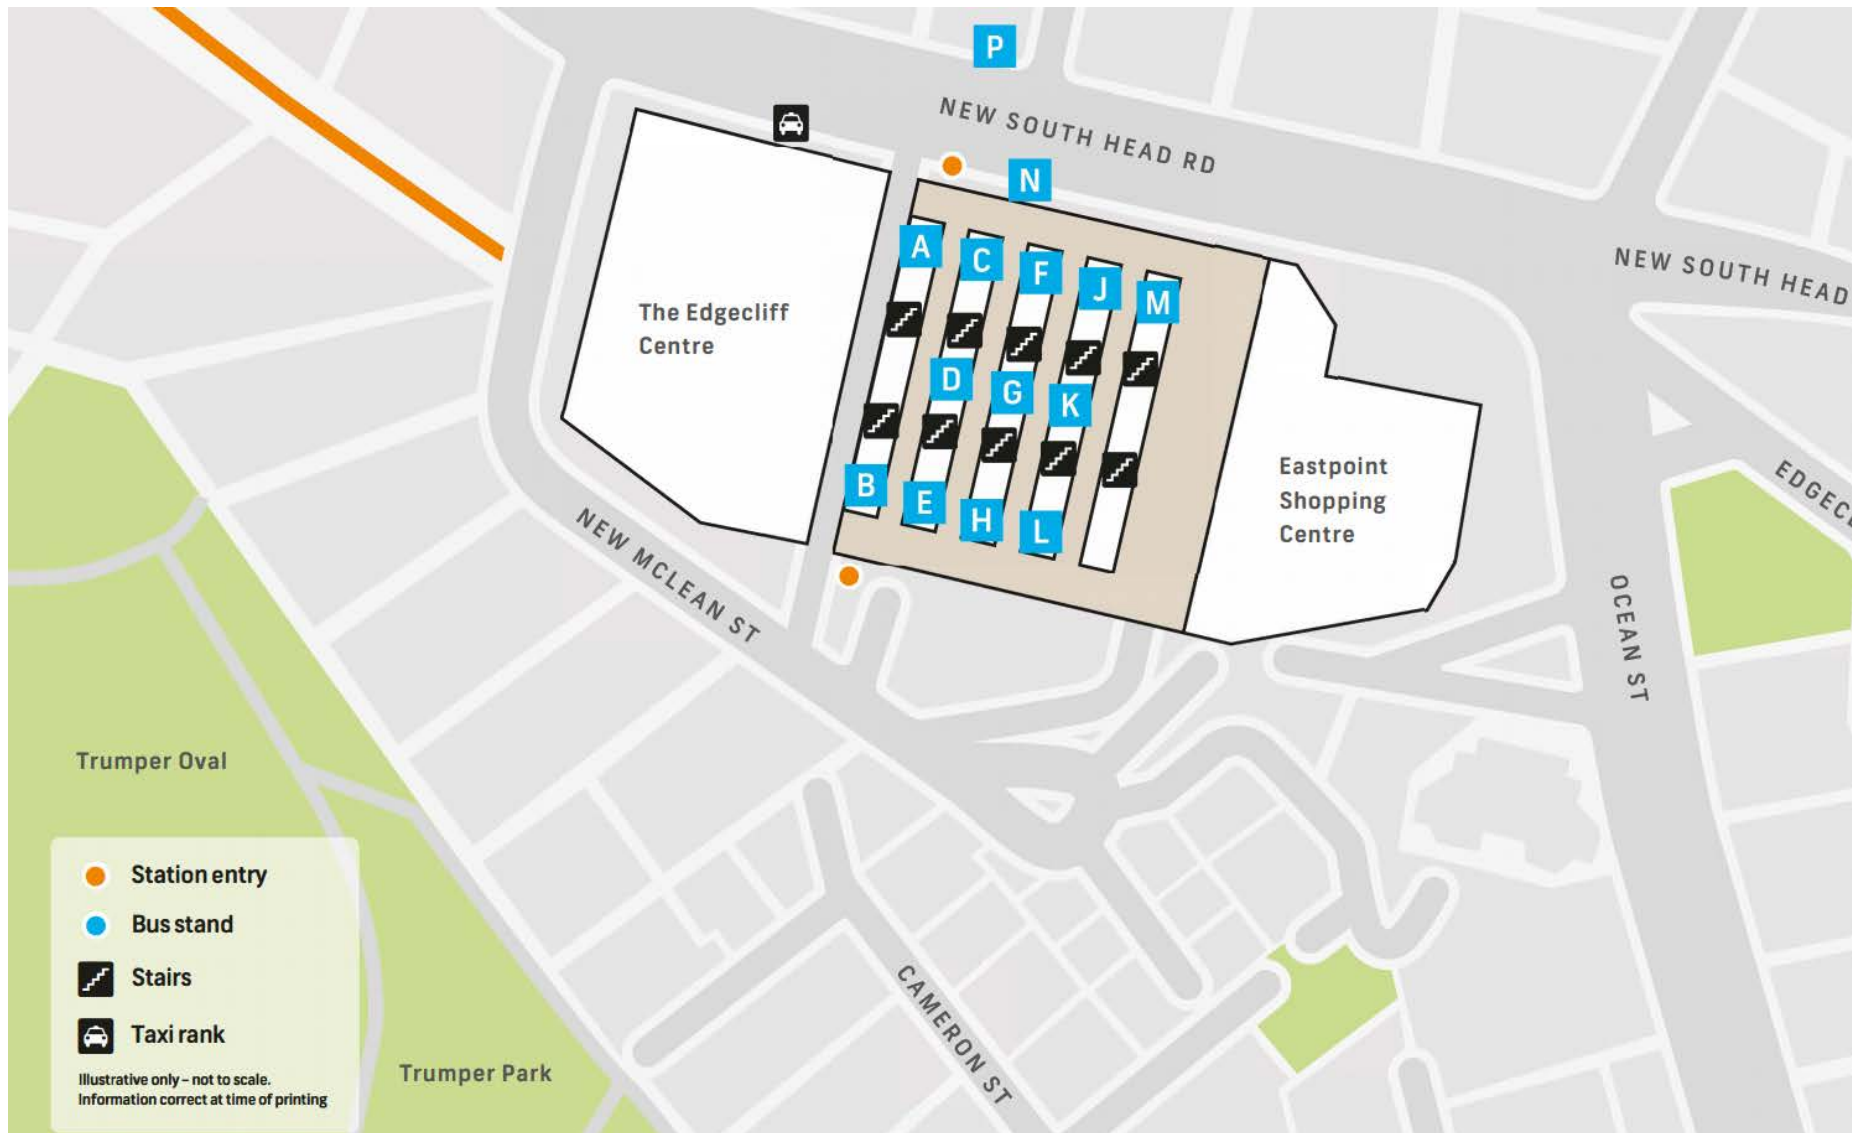 P
NEW SOUTH HEAD RD
N
NEW SOUTH HEAD
A
C
F
J
M
The Edgecliff
Centre
D
G
K
B
E
H
L
Eastpoint
Shopping
Centre
NEW MCLEAN ST
OCEAN ST
Trumper Oval
CAMERON ST
Trumper Park
Station entry
Bus stand
Stairs
Taxi rank
Illustrative only – not to scale.
Information correct at time of printing